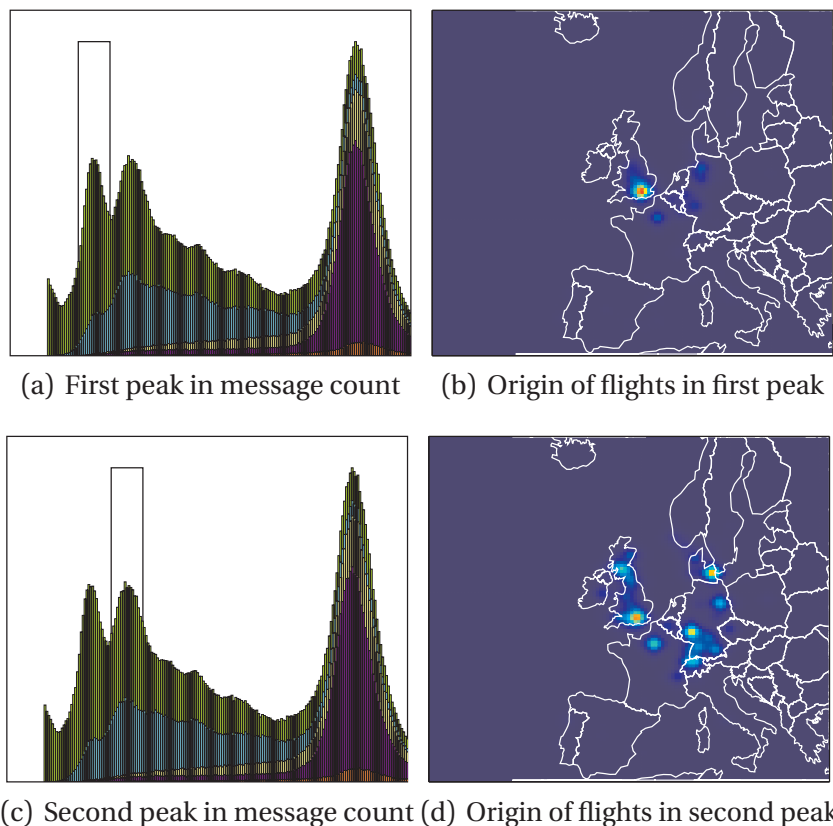 (a) First peak in message count
(b) Origin of flights in first peak
(c) Second peak in message count
(d) Origin of flights in second peak